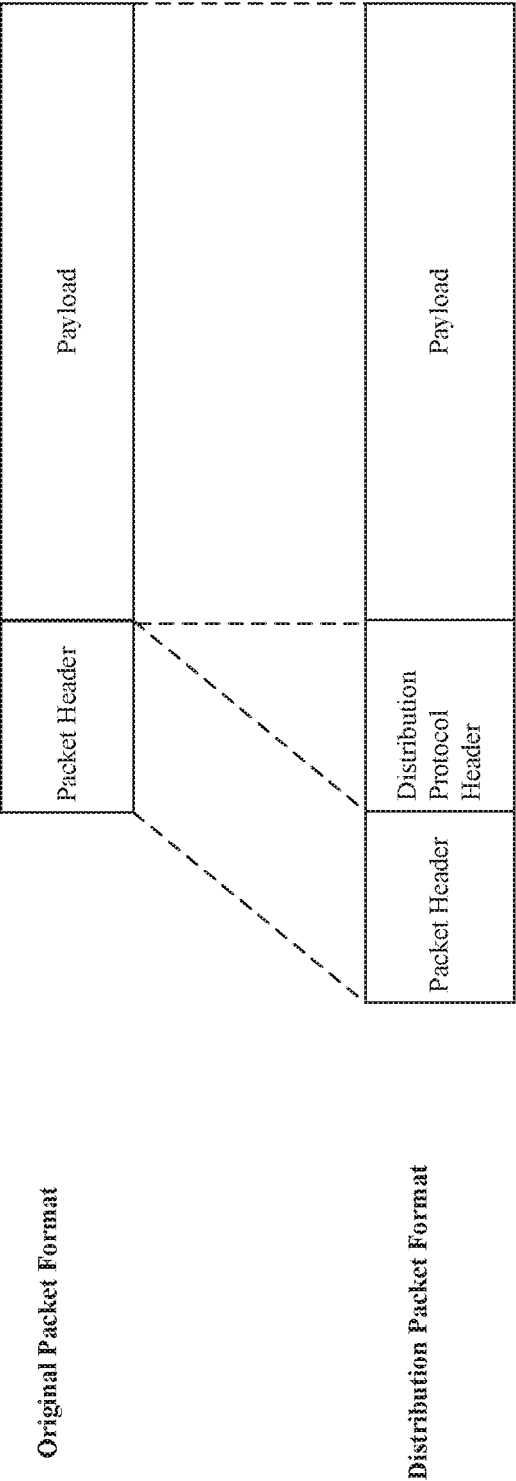 Original Packet Format
Packet Header
Payload
Distribution Packet Format
Packet Header
Distribution
Protocol
Header
Payload